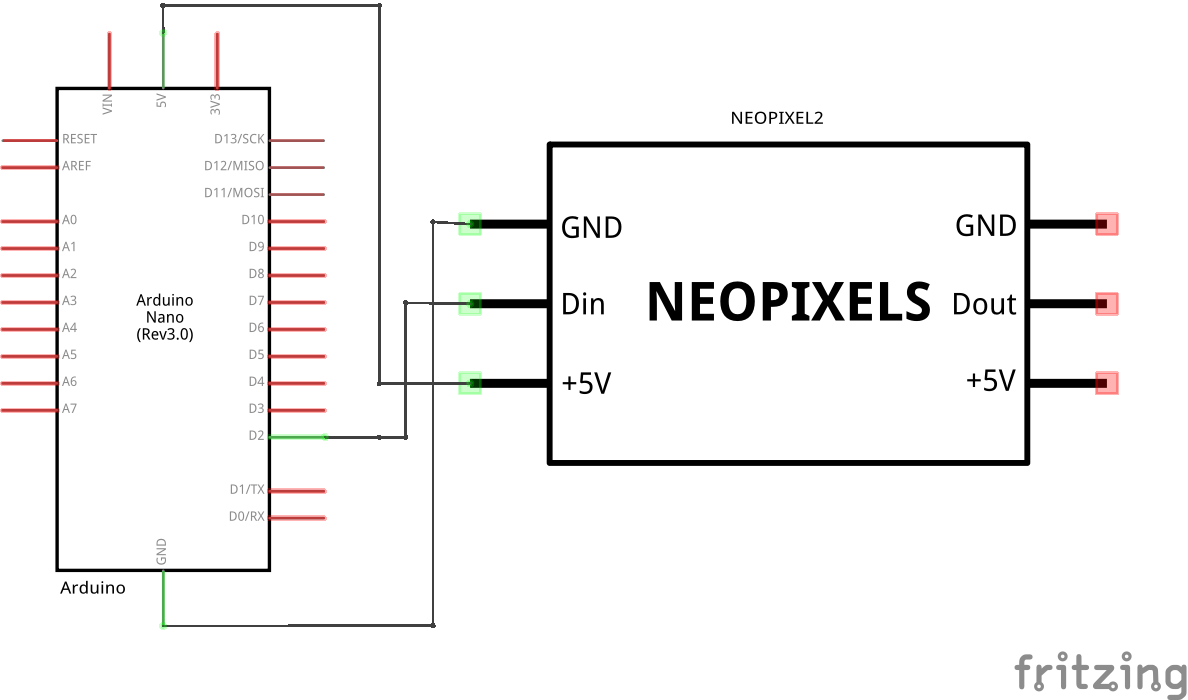 VIN
5V
3V3
RESET
AREF
A0
A1
A2
A3
A4
A5
A6
A7
Arduino
Nano
(Rev3.0)
D13/SCK
D12/MISO
D11/MOSI
D10
D9
D8
D7
D6
D5
D4
D3
D2
D1/TX
D0/RX
GND
Arduino
NEOPIXEL2
GND
Din
+5V
NEOPIXELS
GND
Dout
+5V
fritzing